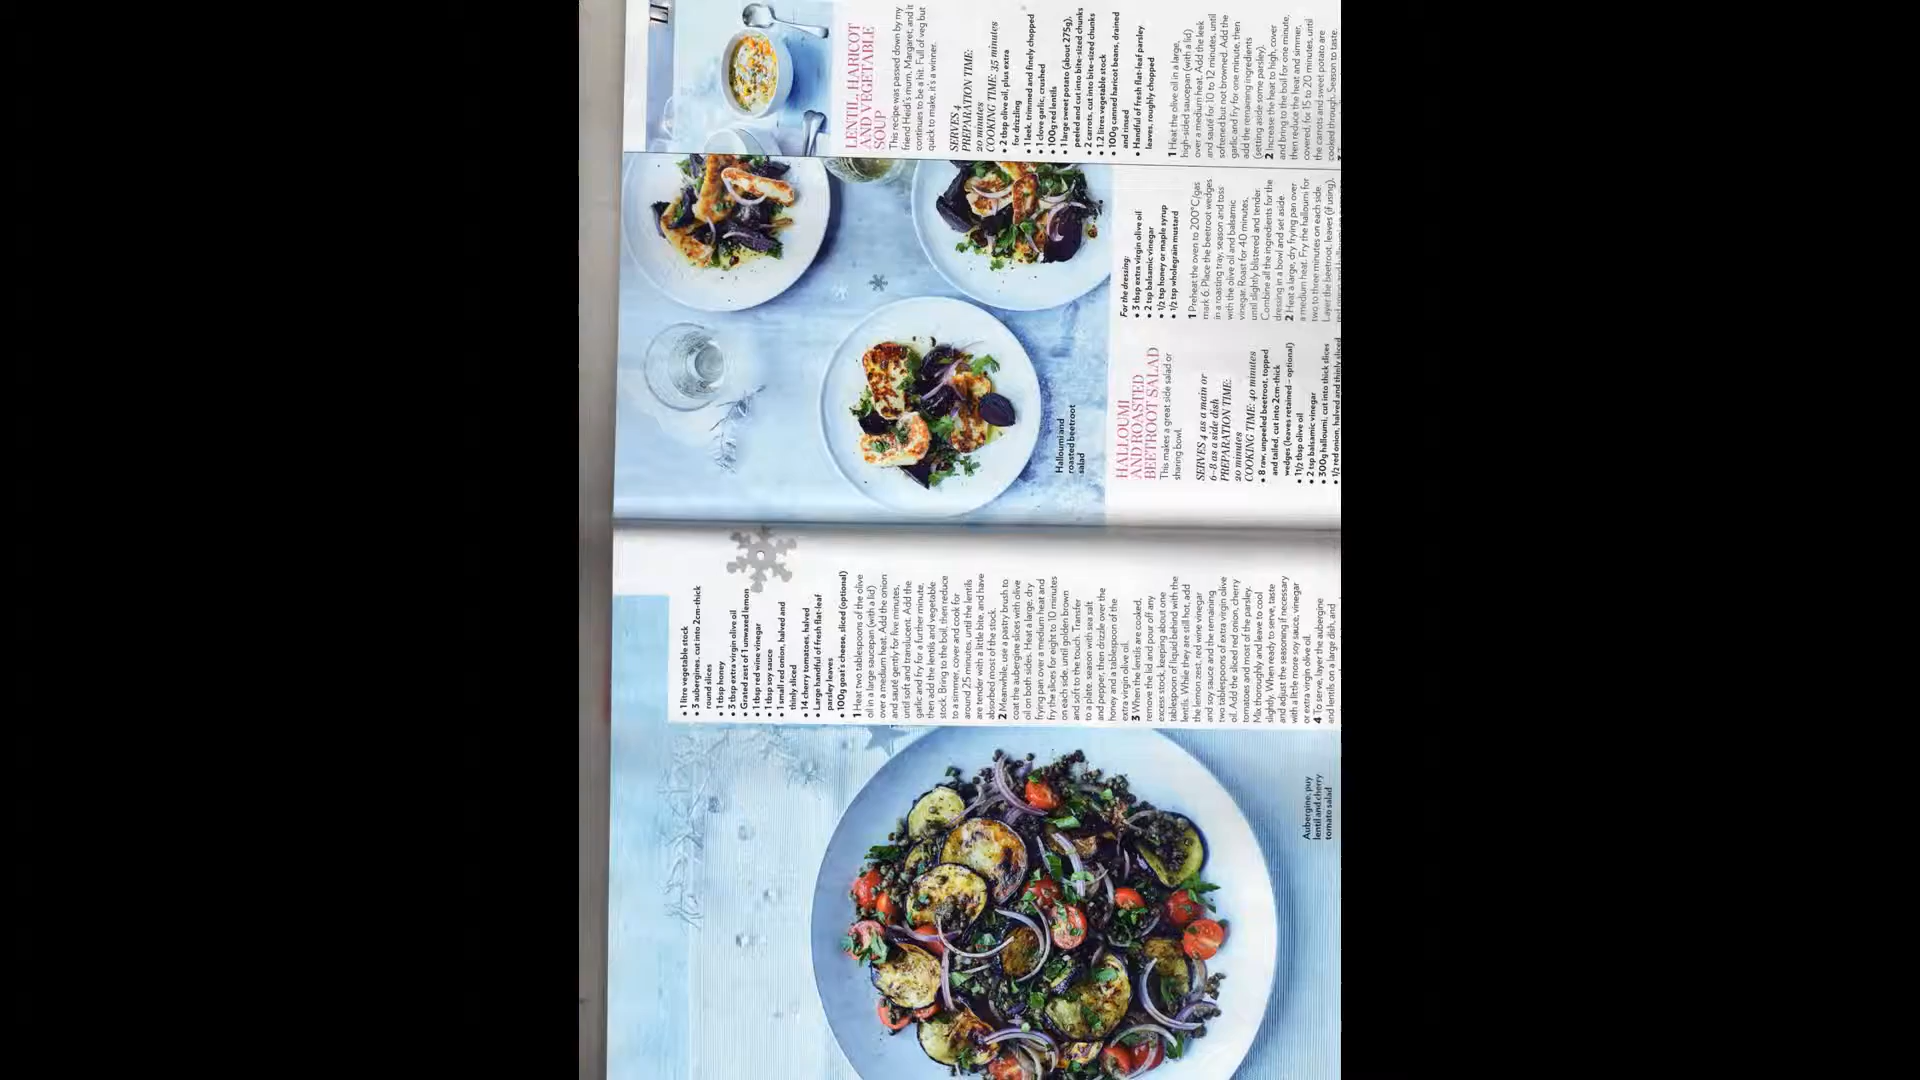 • 1 litre vegetable stock
• 3 aubergines, cut into 2cm-thick
round slices
• 1 tbsp honey
• 3 tbsp extra virgin olive oil
• Grated zest of 1 unwaxed lemon
• 1 tbsp red wine vinegar
• 1 tbsp soy sauce
• 1 small red onion, halved and
thinly sliced
• 14 cherry tomatoes, halved
• Large handful of fresh flat-leaf
parsley leaves
• 100g goat's cheese, sliced (optional)
1 Heat two tablespoons of the olive
oil in a large saucepan (with a lid)
over a medium heat. Add the onion
and sauté gently for five minutes,
until soft and translucent. Add the
garlic and fry for a further minute,
then add the lentils and vegetable
stock. Bring to the boil, then reduce
to a simmer, cover and cook for
around 25 minutes, until the lentils
are tender with a little bite, and have
absorbed most of the stock.
2 Meanwhile, use a pastry brush to
coat the aubergine slices with olive
oil on both sides. Heat a large, dry
frying pan over a medium heat and
fry the slices for eight to 10 minutes
on each side, until golden brown
and soft to the touch. Transfer
to a plate, season with sea salt
and pepper, then drizzle over the
honey and a tablespoon of the
extra virgin olive oil.
3 When the lentils are cooked,
remove the lid and pour off any
excess stock, keeping about one
tablespoon of liquid behind with the
lentils. While they are still hot, add
the lemon zest, red wine vinegar
and soy sauce and the remaining
two tablespoons of extra virgin olive
oil. Add the sliced red onion, cherry
tomatoes and most of the parsley.
Mix thoroughly and leave to cool
slightly. When ready to serve, taste
and adjust the seasoning if necessary
with a little more soy sauce, vinegar
or extra virgin olive oil.
4 To serve, layer the aubergine
and lentils on a large dish, and
Aubergine, puy
lentil and cherry
tomato salad
Halloumi and
roasted beetroot
salad
HALLOUMI
AND ROASTED
BEETROOT SALAD
This makes a great side salad or
sharing bowl.
SERVES 4 as a main or
6–8 as a side dish
PREPARATION TIME:
20 minutes
COOKING TIME: 40 minutes
• 8 raw, unpeeled beetroot, topped
and tailed, cut into 2cm-thick
wedges (leaves retained – optional)
• 1 1/2 tbsp olive oil
• 2 tsp balsamic vinegar
• 300g halloumi, cut into thick slices
• 1/2 red onion, halved and thinly sliced
For the dressing:
• 3 tbsp extra virgin olive oil
• 2 tsp balsamic vinegar
• 1/2 tsp honey or maple syrup
• 1/2 tsp wholegrain mustard
1 Preheat the oven to 200°C/gas
mark 6. Place the beetroot wedges
in a roasting tray, season and toss
with the olive oil and balsamic
vinegar. Roast for 40 minutes,
until slightly blistered and tender.
Combine all the ingredients for the
dressing in a bowl and set aside.
2 Heat a large, dry frying pan over
a medium heat. Fry the halloumi for
two to three minutes on each side.
Layer the beetroot, leaves (if using),
LENTIL, HARICOT
AND VEGETABLE
SOUP
This recipe was passed down by my
friend Heidi's mum, Margaret, and it
continues to be a hit. Full of veg but
quick to make, it's a winner.
SERVES 4
PREPARATION TIME:
20 minutes
COOKING TIME: 35 minutes
• 2 tbsp olive oil, plus extra
for drizzling
• 1 leek, trimmed and finely chopped
• 1 clove garlic, crushed
• 100g red lentils
• 1 large sweet potato (about 275g),
peeled and cut into bite-sized chunks
• 2 carrots, cut into bite-sized chunks
• 1.2 litres vegetable stock
• 100g canned haricot beans, drained
and rinsed
• Handful of fresh flat-leaf parsley
leaves, roughly chopped
1 Heat the olive oil in a large,
high-sided saucepan (with a lid)
over a medium heat. Add the leek
and sauté for 10 to 12 minutes, until
softened but not browned. Add the
garlic and fry for one minute, then
add the remaining ingredients
(setting aside some parsley).
2 Increase the heat to high, cover
and bring to the boil for one minute,
then reduce the heat and simmer,
covered, for 15 to 20 minutes, until
the carrots and sweet potato are
cooked through. Season to taste.